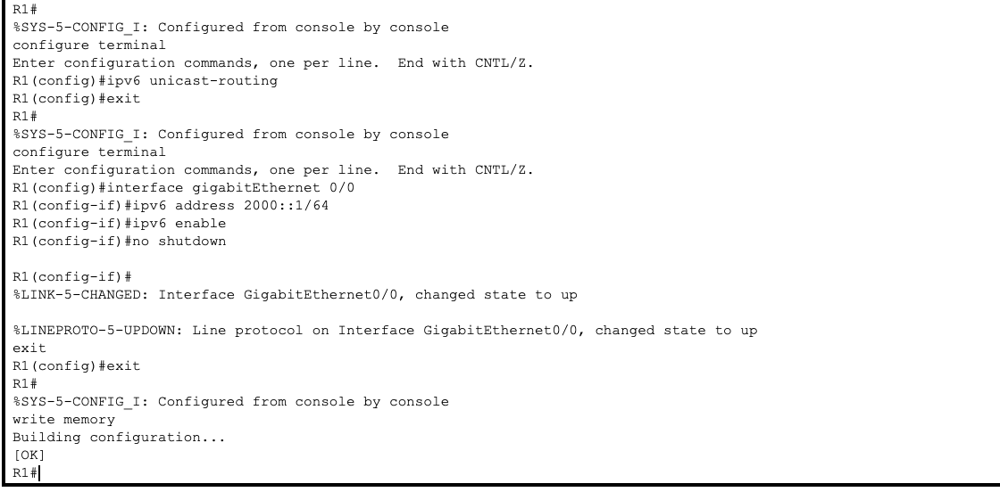 R1#
%SYS-5-CONFIG_I: Configured from console by console
configure terminal
Enter configuration commands, one per line.  End with CNTL/Z.
R1(config)#ipv6 unicast-routing
R1(config)#exit
R1#
%SYS-5-CONFIG_I: Configured from console by console
configure terminal
Enter configuration commands, one per line.  End with CNTL/Z.
R1(config)#interface gigabitEthernet 0/0
R1(config-if)#ipv6 address 2000::1/64
R1(config-if)#ipv6 enable
R1(config-if)#no shutdown
R1(config-if)#
%LINK-5-CHANGED: Interface GigabitEthernet0/0, changed state to up
%LINEPROTO-5-UPDOWN: Line protocol on Interface GigabitEthernet0/0, changed state to up
exit
R1(config)#exit
R1#
%SYS-5-CONFIG_I: Configured from console by console
write memory
Building configuration...
[OK]
R1#